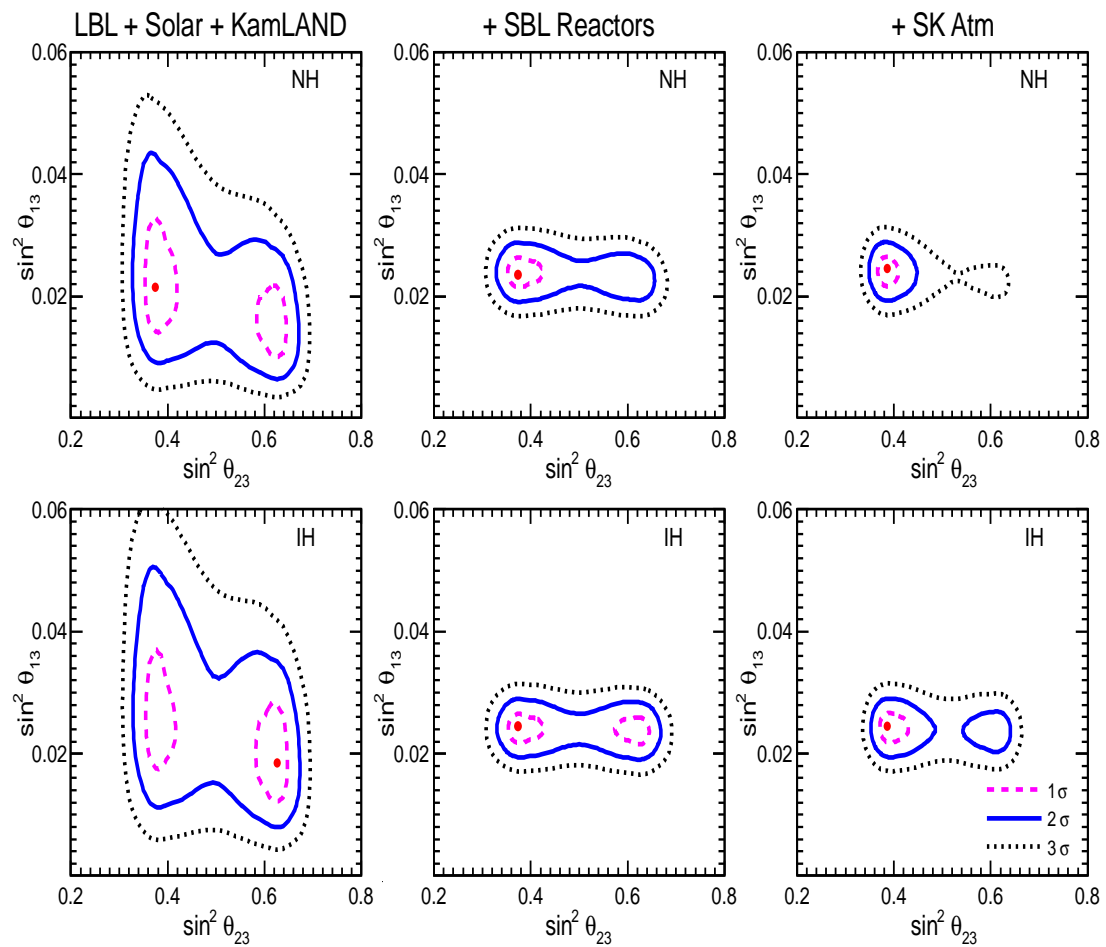 LBL + Solar + KamLAND
+ SBL Reactors
+ SK Atm
0.06
0.04
0.02
sin² θ₁₃
NH
0.2 0.4 0.6 0.8
sin² θ₂₃
0.06
0.04
0.02
sin² θ₁₃
NH
0.2 0.4 0.6 0.8
sin² θ₂₃
0.06
0.04
0.02
sin² θ₁₃
NH
0.2 0.4 0.6 0.8
sin² θ₂₃
0.06
0.04
0.02
sin² θ₁₃
IH
0.2 0.4 0.6 0.8
sin² θ₂₃
0.06
0.04
0.02
sin² θ₁₃
IH
0.2 0.4 0.6 0.8
sin² θ₂₃
0.06
0.04
0.02
sin² θ₁₃
IH
1σ
2σ
3σ
0.2 0.4 0.6 0.8
sin² θ₂₃